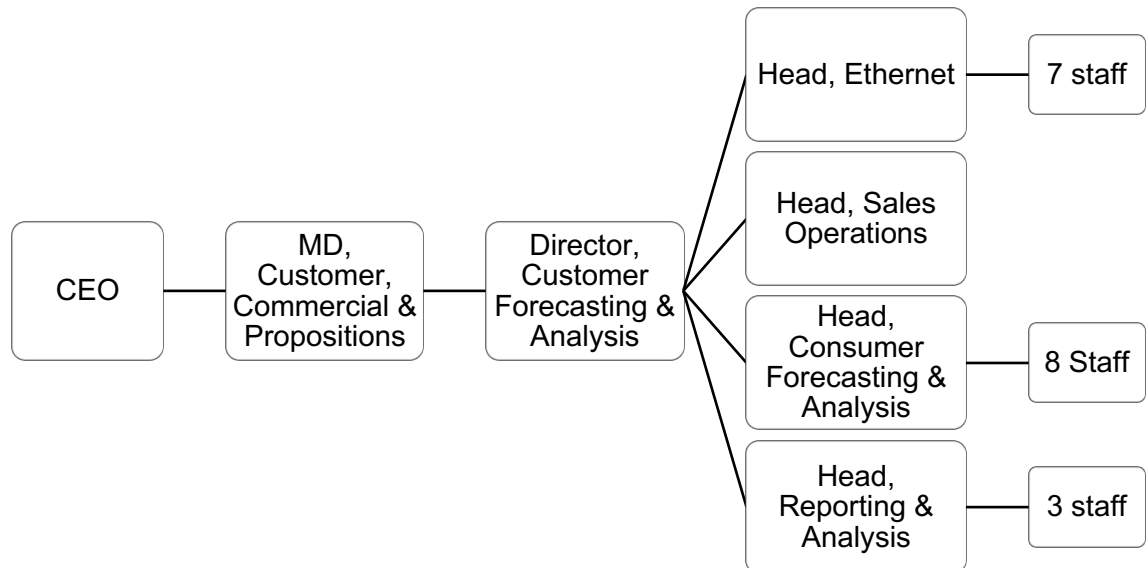 CEO
MD,
Customer,
Commercial &
Propositions
Director,
Customer
Forecasting &
Analysis
Head, Ethernet
7 staff
Head, Sales
Operations
Head,
Consumer
Forecasting &
Analysis
8 Staff
Head,
Reporting &
Analysis
3 staff